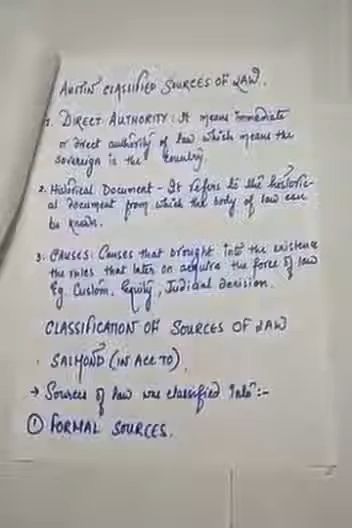 AUSTIN CLASSIFIED SOURCES OF LAW.
1. DIRECT AUTHORITY: It means immediate
or direct authority of law which means the
sovereign is the country.
2. Historical Document - It refers to the historic-
al document from which the body of law can
be known.
3. CAUSES: Causes that brought into the existence
the rules that later on acquire the force of law
Eg. Custom, Equity, Judicial decision.
CLASSIFICATION OF SOURCES OF LAW
. SALMOND (IN ACC TO).
→ Sources of law was classified Into:-
① FORMAL SOURCES.